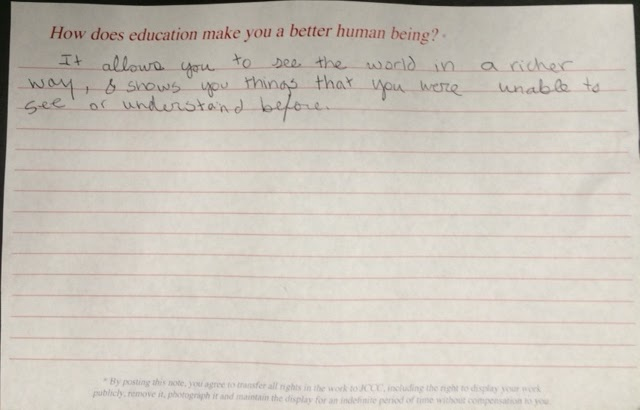 How does education make you a better human being? *
It allows you to see the world in a richer
way, & shows you things that you were unable to
see or understand before.
* By posting this note, you agree to transfer all rights in the work to JCCC, including the right to display your work
publicly, remove it, photograph it and maintain the display for an indefinite period of time without compensation to you